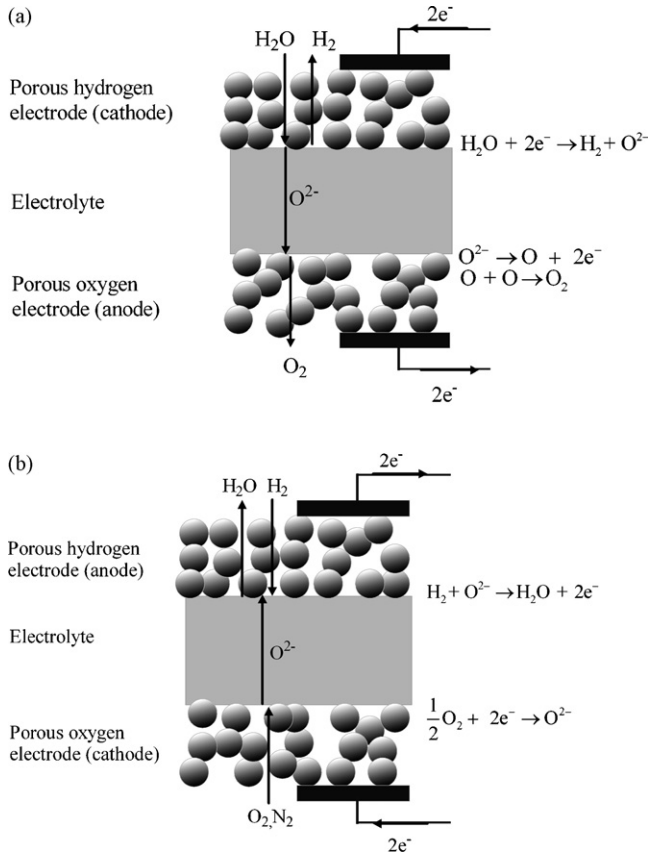 (a)
2e⁻
H₂O H₂
Porous hydrogen
electrode (cathode)
H₂O + 2e⁻ → H₂ + O²⁻
Electrolyte
O²⁻
O²⁻ → O + 2e⁻
O + O → O₂
Porous oxygen
electrode (anode)
O₂
2e⁻
(b)
2e⁻
H₂O H₂
Porous hydrogen
electrode (anode)
H₂ + O²⁻ → H₂O + 2e⁻
Electrolyte
O²⁻
1/2 O₂ + 2e⁻ → O²⁻
Porous oxygen
electrode (cathode)
O₂,N₂
2e⁻